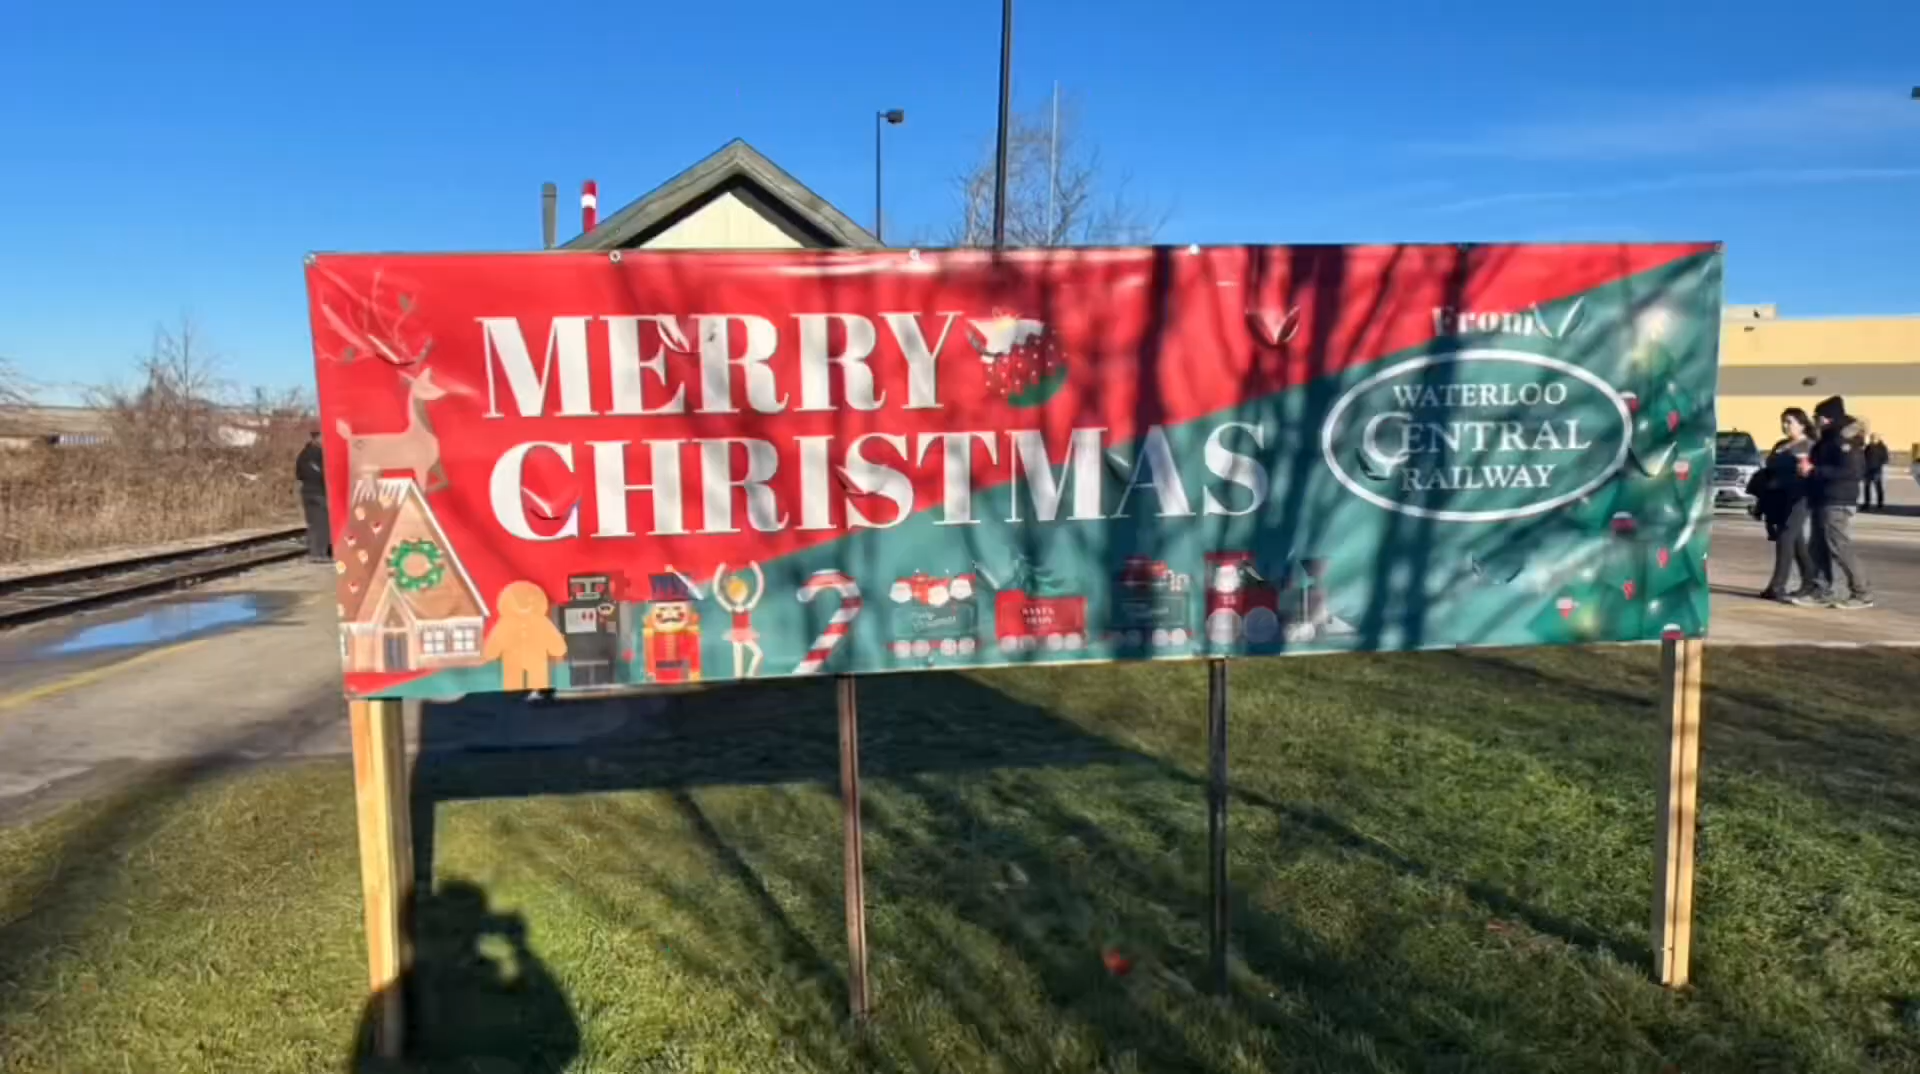 MERRY
CHRISTMAS
From
WATERLOO
CENTRAL
RAILWAY